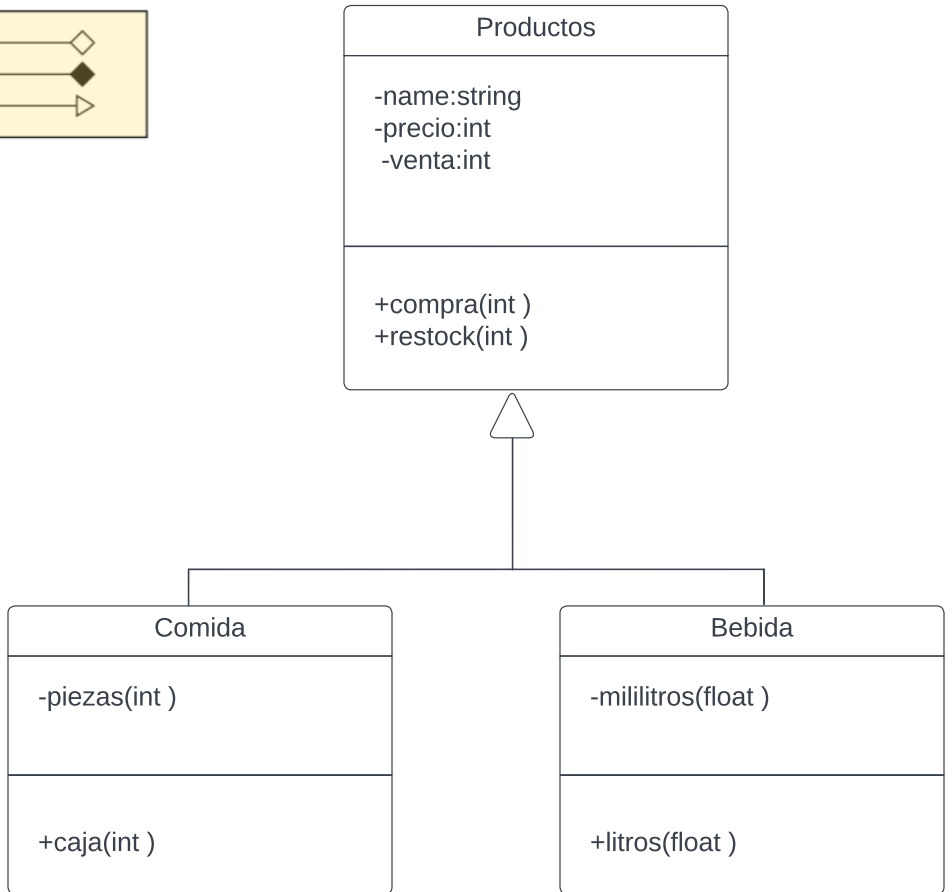 Productos
-name:string
-precio:int
-venta:int
+compra(int )
+restock(int )
Comida
-piezas(int )
+caja(int )
Bebida
-mililitros(float )
+litros(float )